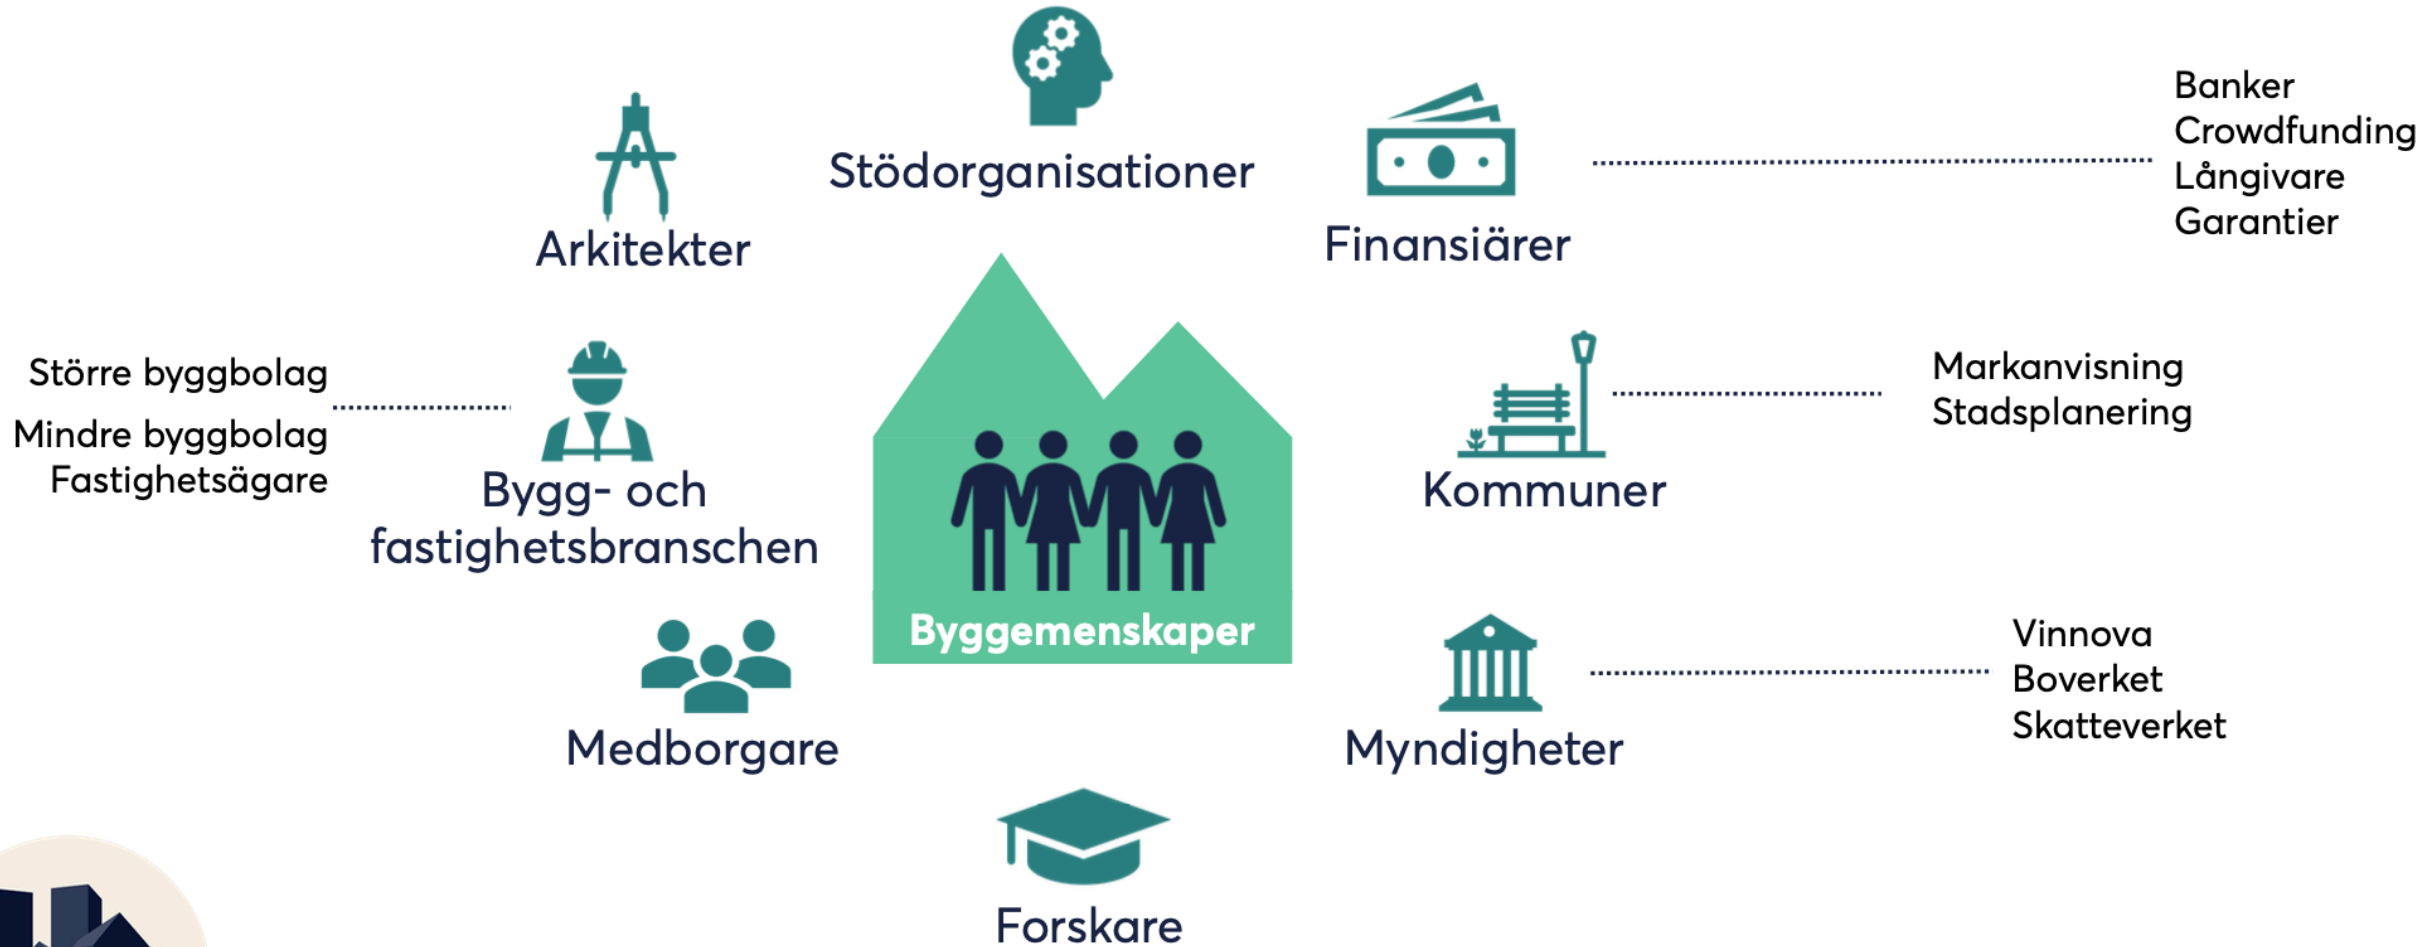 Stödorganisationer
Arkitekter
Finansiärer
Banker
Crowdfunding
Långivare
Garantier
Större byggbolag
Mindre byggbolag
Fastighetsägare
Bygg- och
fastighetsbranschen
Byggemenskaper
Kommuner
Markanvisning
Stadsplanering
Medborgare
Myndigheter
Vinnova
Boverket
Skatteverket
Forskare